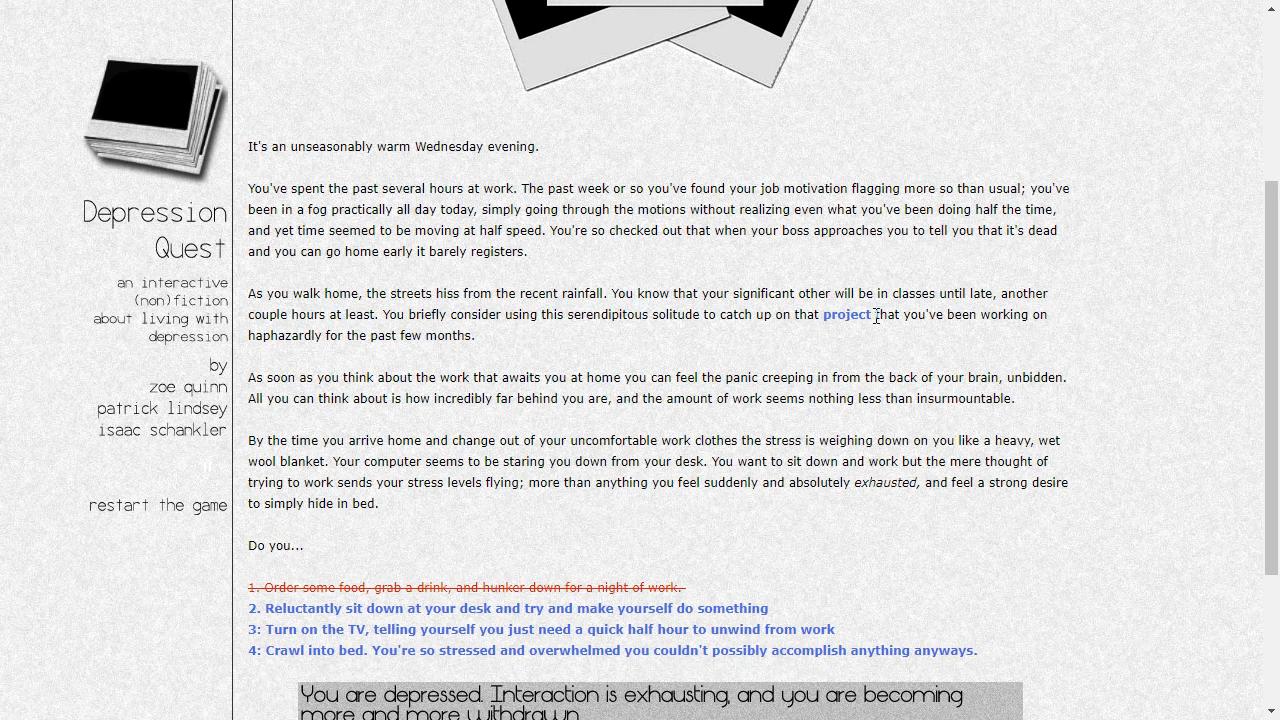 Depression
Quest
an interactive
(non)fiction
about living with
depression
by
zoe quinn
patrick lindsey
isaac schankler
restart the game
It's an unseasonably warm Wednesday evening.
You've spent the past several hours at work. The past week or so you've found your job motivation flagging more so than usual; you've
been in a fog practically all day today, simply going through the motions without realizing even what you've been doing half the time,
and yet time seemed to be moving at half speed. You're so checked out that when your boss approaches you to tell you that it's dead
and you can go home early it barely registers.
As you walk home, the streets hiss from the recent rainfall. You know that your significant other will be in classes until late, another
couple hours at least. You briefly consider using this serendipitous solitude to catch up on that project that you've been working on
haphazardly for the past few months.
As soon as you think about the work that awaits you at home you can feel the panic creeping in from the back of your brain, unbidden.
All you can think about is how incredibly far behind you are, and the amount of work seems nothing less than insurmountable.
By the time you arrive home and change out of your uncomfortable work clothes the stress is weighing down on you like a heavy, wet
wool blanket. Your computer seems to be staring you down from your desk. You want to sit down and work but the mere thought of
trying to work sends your stress levels flying; more than anything you feel suddenly and absolutely exhausted, and feel a strong desire
to simply hide in bed.
Do you...
1. Order some food, grab a drink, and hunker down for a night of work.
2. Reluctantly sit down at your desk and try and make yourself do something
3: Turn on the TV, telling yourself you just need a quick half hour to unwind from work
4: Crawl into bed. You're so stressed and overwhelmed you couldn't possibly accomplish anything anyways.
You are depressed. Interaction is exhausting, and you are becoming
more and more withdrawn